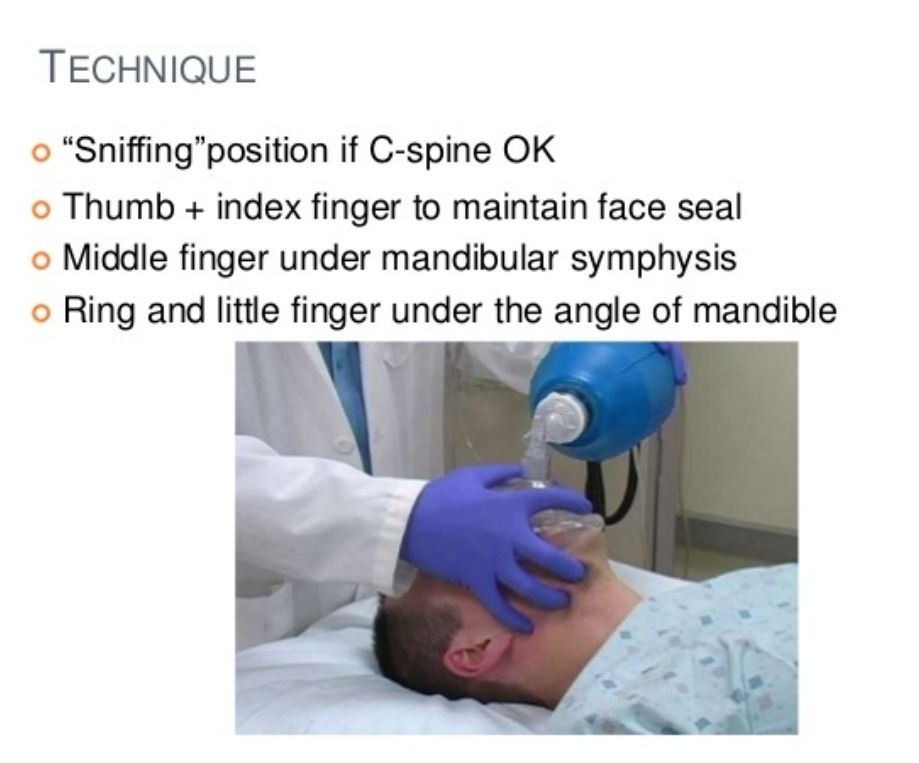 TECHNIQUE
“Sniffing”position if C-spine OK
Thumb + index finger to maintain face seal
Middle finger under mandibular symphysis
Ring and little finger under the angle of mandible